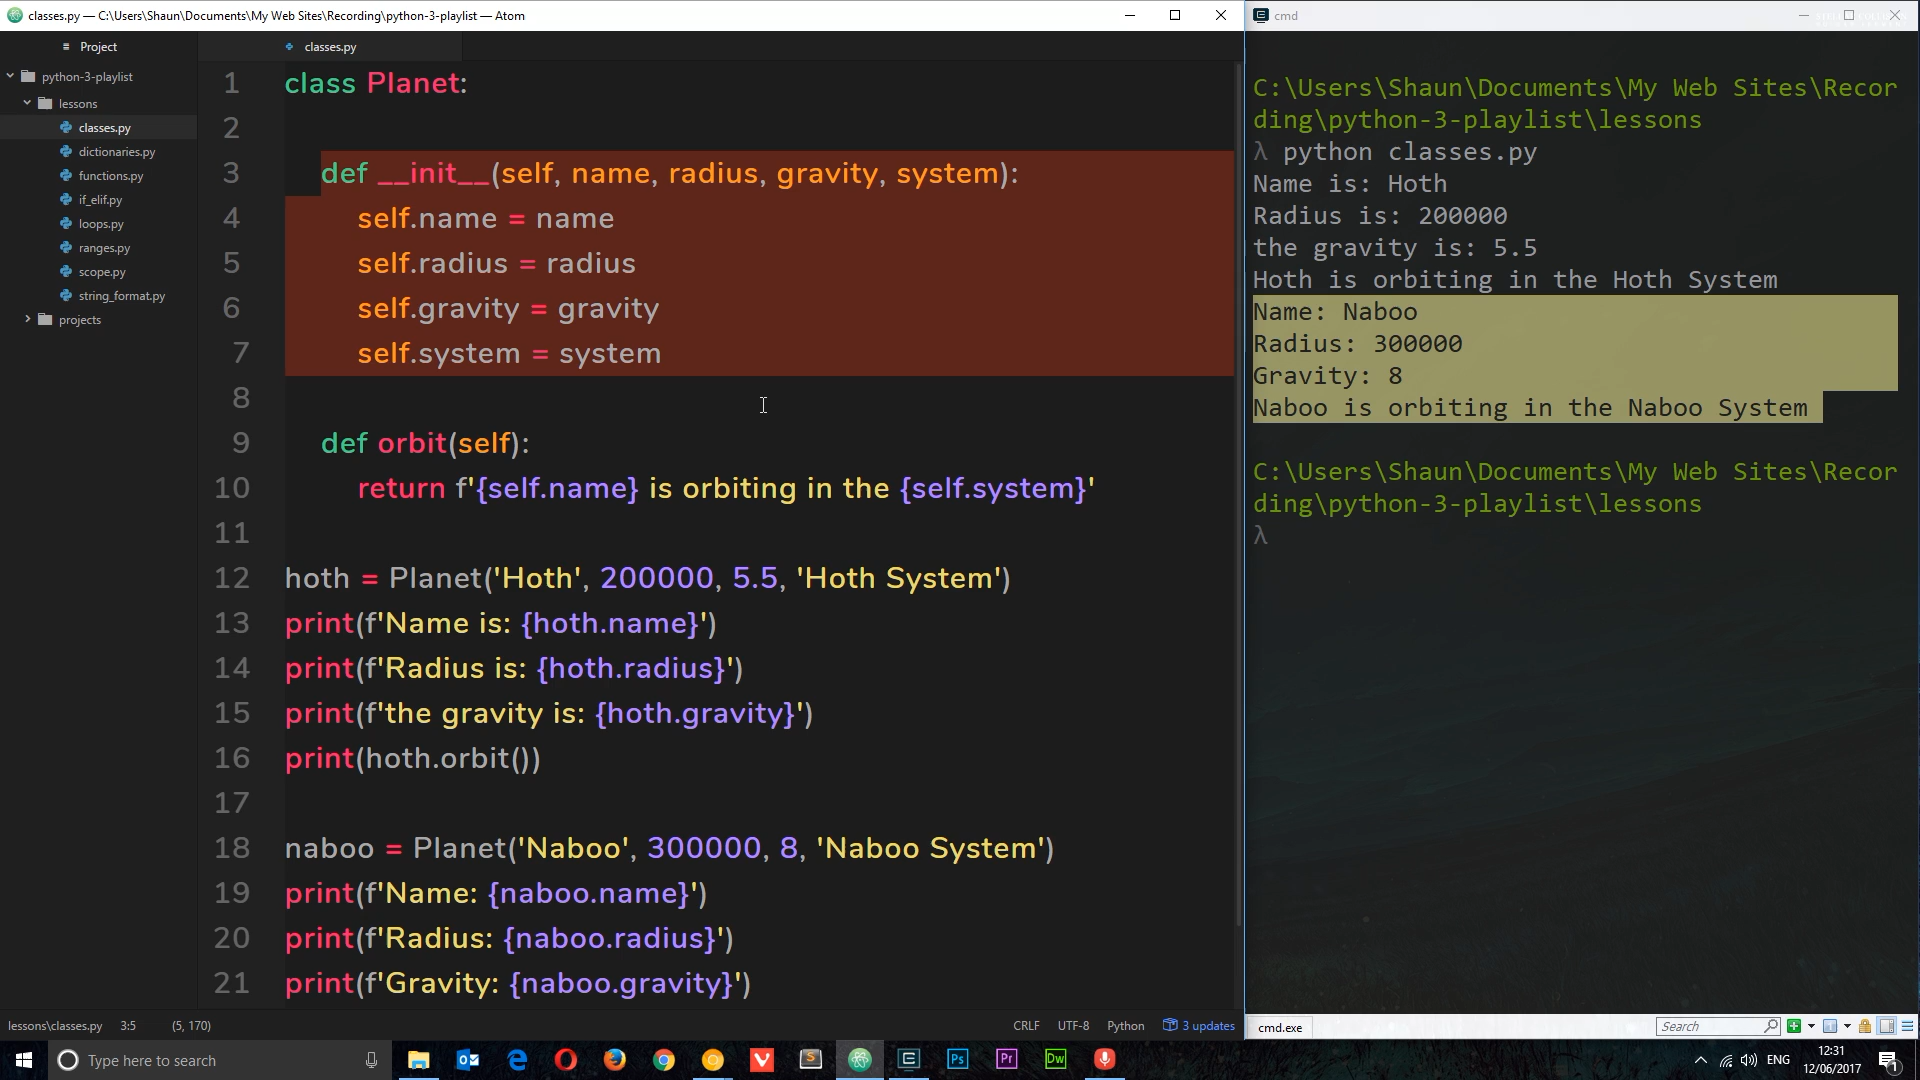 classes.py — C:\Users\Shaun\Documents\My Web Sites\Recording\python-3-playlist — Atom
Project
python-3-playlist
lessons
classes.py
dictionaries.py
functions.py
if_elif.py
loops.py
ranges.py
scope.py
string_format.py
projects
classes.py
1 class Planet:
2
3 def __init__(self, name, radius, gravity, system):
4 self.name = name
5 self.radius = radius
6 self.gravity = gravity
7 self.system = system
8
9 def orbit(self):
10 return f'{self.name} is orbiting in the {self.system}'
11
12 hoth = Planet('Hoth', 200000, 5.5, 'Hoth System')
13 print(f'Name is: {hoth.name}')
14 print(f'Radius is: {hoth.radius}')
15 print(f'the gravity is: {hoth.gravity}')
16 print(hoth.orbit())
17
18 naboo = Planet('Naboo', 300000, 8, 'Naboo System')
19 print(f'Name: {naboo.name}')
20 print(f'Radius: {naboo.radius}')
21 print(f'Gravity: {naboo.gravity}')
lessons\classes.py 3:5 (5, 170) CRLF UTF-8 Python 3 updates
cmd
C:\Users\Shaun\Documents\My Web Sites\Recor
ding\python-3-playlist\lessons
λ python classes.py
Name is: Hoth
Radius is: 200000
the gravity is: 5.5
Hoth is orbiting in the Hoth System
Name: Naboo
Radius: 300000
Gravity: 8
Naboo is orbiting in the Naboo System
C:\Users\Shaun\Documents\My Web Sites\Recor
ding\python-3-playlist\lessons
λ
cmd.exe Search
Type here to search
Ps Pr Dw
ENG
12:31
12/06/2017
1